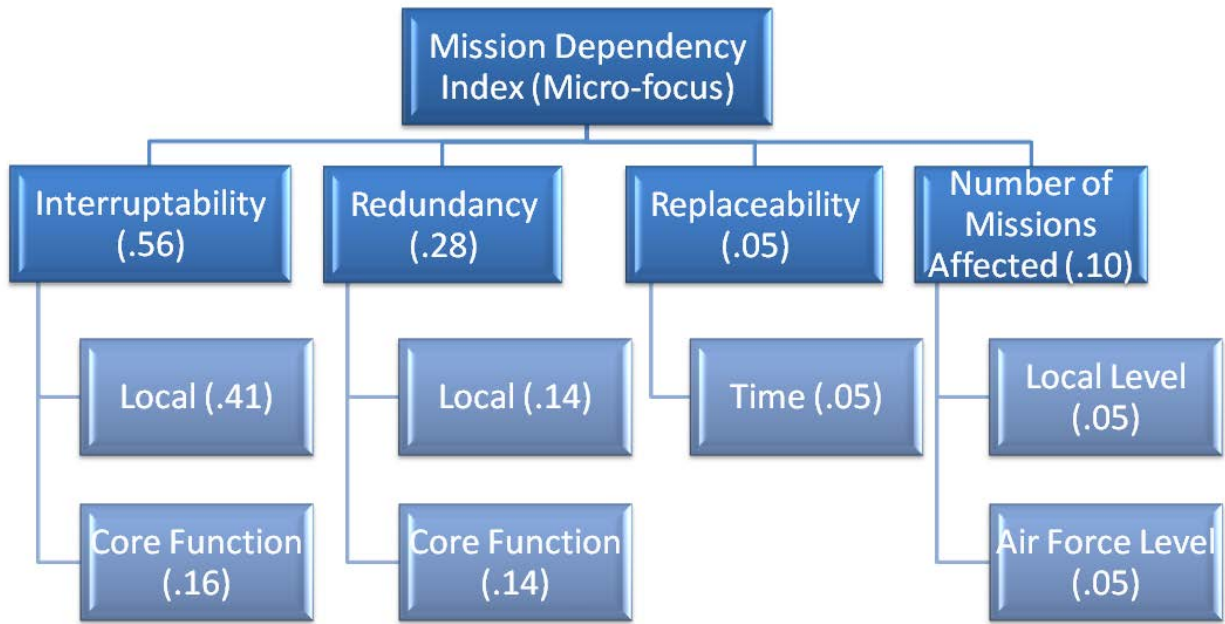 Mission Dependency
Index (Micro-focus)
Interruptability
(.56)
Redundancy
(.28)
Replaceability
(.05)
Number of
Missions
Affected (.10)
Local (.41)
Core Function
(.16)
Local (.14)
Core Function
(.14)
Time (.05)
Local Level
(.05)
Air Force Level
(.05)